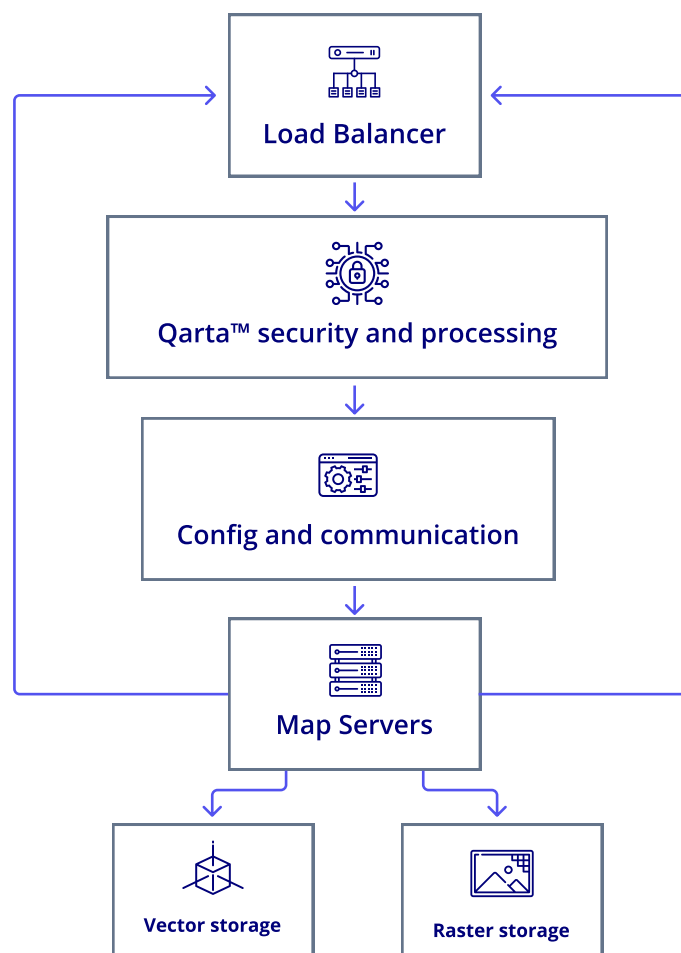 Load Balancer
Qarta™ security and processing
Config and communication
Map Servers
Vector storage
Raster storage